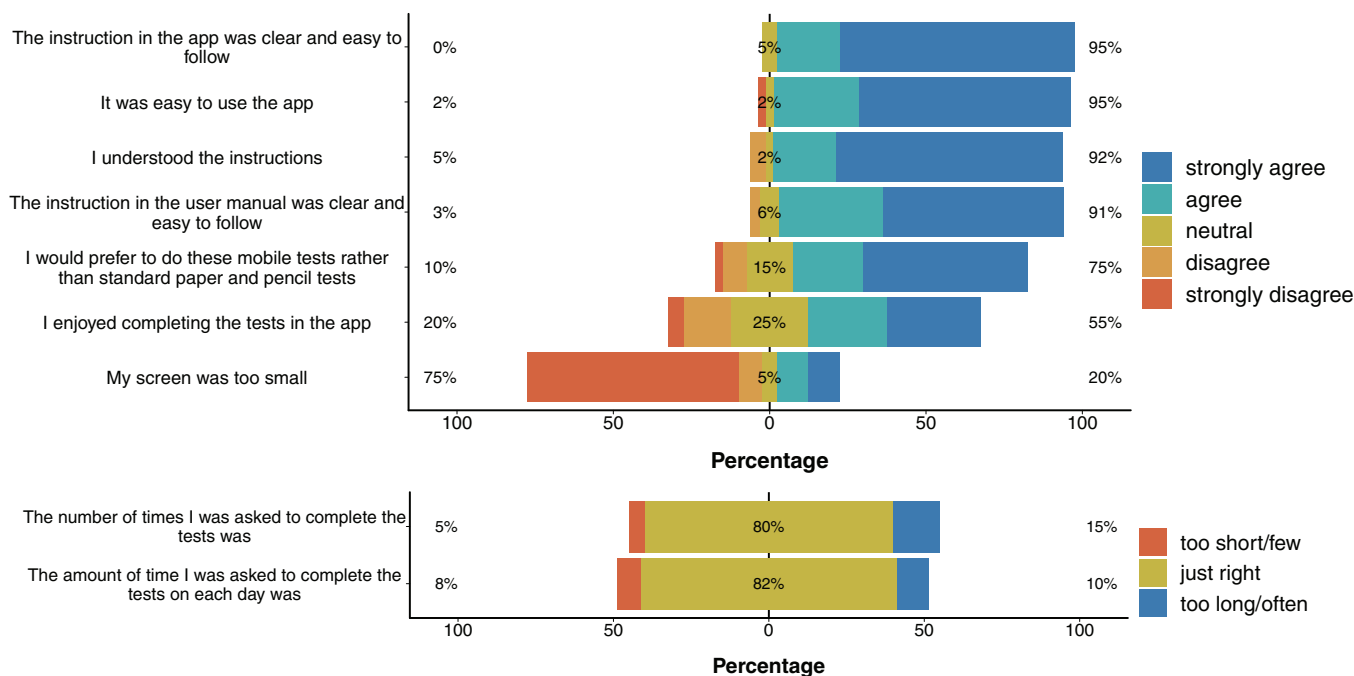 The instruction in the app was clear and easy to
follow
0%
5%
95%
It was easy to use the app
2%
2%
95%
I understood the instructions
5%
2%
92%
The instruction in the user manual was clear and
easy to follow
3%
6%
91%
I would prefer to do these mobile tests rather
than standard paper and pencil tests
10%
15%
75%
I enjoyed completing the tests in the app
20%
25%
55%
My screen was too small
75%
5%
20%
100 50 0 50 100
Percentage
strongly agree
agree
neutral
disagree
strongly disagree
The number of times I was asked to complete the
tests was
5%
80%
15%
The amount of time I was asked to complete the
tests on each day was
8%
82%
10%
100 50 0 50 100
Percentage
too short/few
just right
too long/often